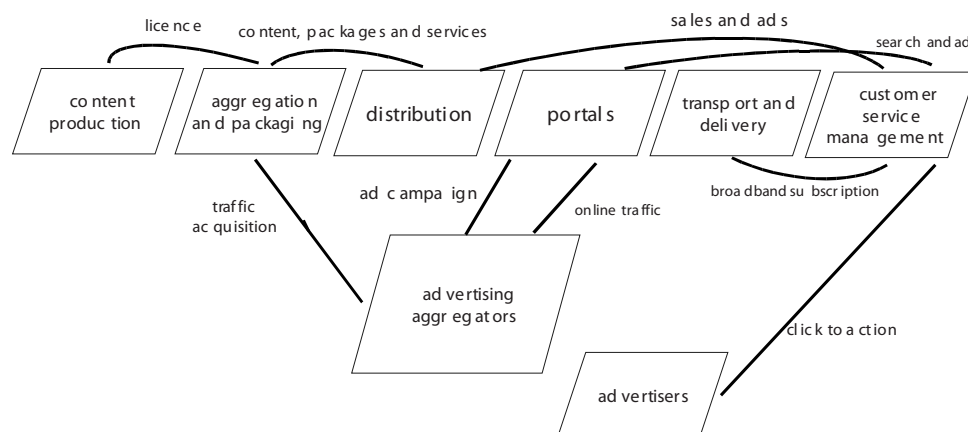 licence
content, packages and services
sales and ads
search and ad
content
production
aggregation
and packaging
distribution
portals
transport and
delivery
customer
service
management
traffic
acquisition
ad campaign
online traffic
broadband subscription
advertising
aggregators
click to action
advertisers